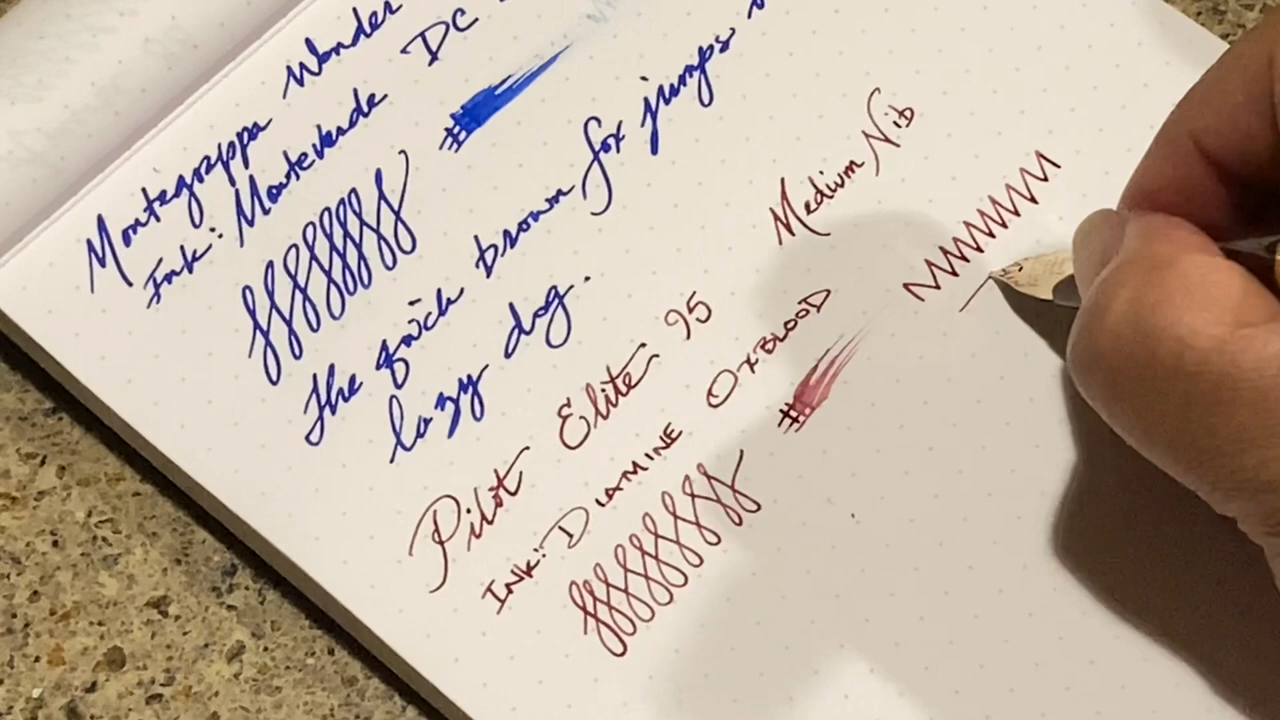 Montegrappa Wonder
Ink: Monteverde DC
The quick brown fox jumps
lazy dog.
Pilot Elite 95 Medium Nib
Ink: DIAMINE OXBLOOD